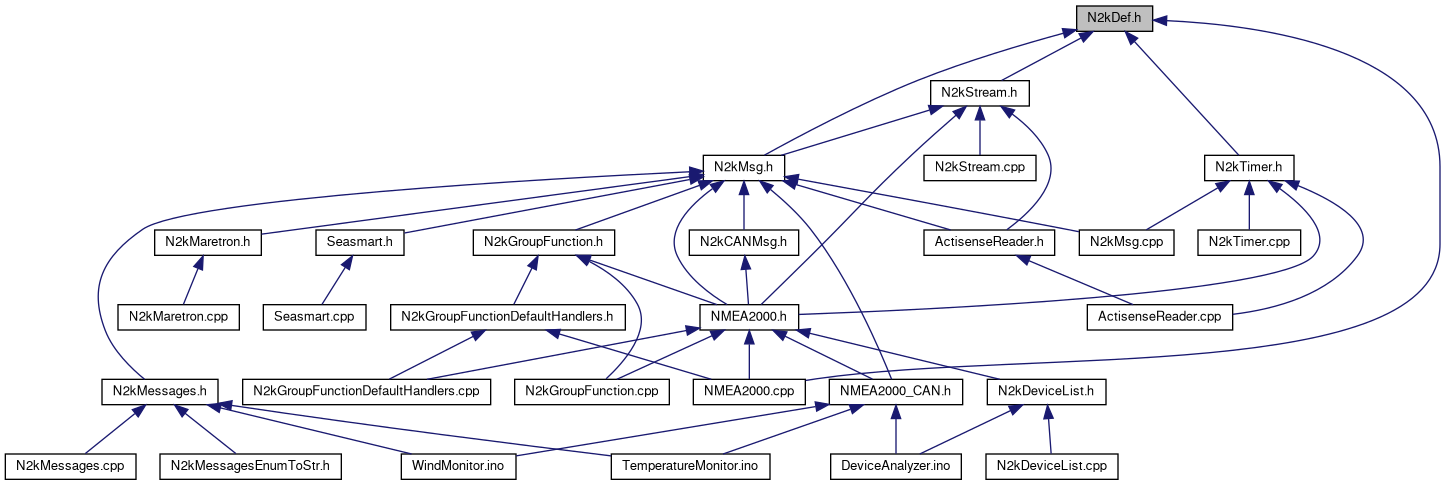 N2kDef.h
N2kStream.h
N2kMsg.h
N2kStream.cpp
N2kTimer.h
N2kMaretron.h
Seasmart.h
N2kGroupFunction.h
N2kCANMsg.h
ActisenseReader.h
N2kMsg.cpp
N2kTimer.cpp
N2kMaretron.cpp
Seasmart.cpp
N2kGroupFunctionDefaultHandlers.h
NMEA2000.h
ActisenseReader.cpp
N2kMessages.h
N2kGroupFunctionDefaultHandlers.cpp
N2kGroupFunction.cpp
NMEA2000.cpp
NMEA2000_CAN.h
N2kDeviceList.h
N2kMessages.cpp
N2kMessagesEnumToStr.h
WindMonitor.ino
TemperatureMonitor.ino
DeviceAnalyzer.ino
N2kDeviceList.cpp